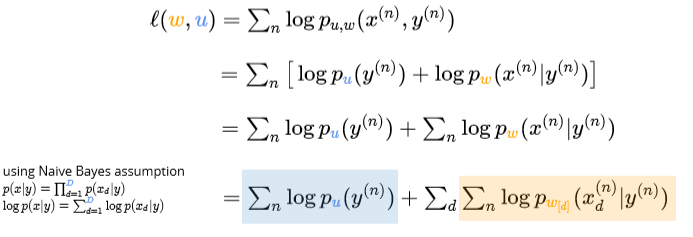 ℓ(w, u) = ∑ₙ log p_{u,w}(x⁽ⁿ⁾, y⁽ⁿ⁾)
= ∑ₙ [ log p_u(y⁽ⁿ⁾) + log p_w(x⁽ⁿ⁾|y⁽ⁿ⁾)]
= ∑ₙ log p_u(y⁽ⁿ⁾) + ∑ₙ log p_w(x⁽ⁿ⁾|y⁽ⁿ⁾)
using Naive Bayes assumption
p(x|y) = ∏_{d=1}^{D} p(x_d|y)
log p(x|y) = ∑_{d=1}^{D} log p(x_d|y)
= ∑ₙ log p_u(y⁽ⁿ⁾) + ∑_d ∑ₙ log p_{w_{[d]}}(x_d⁽ⁿ⁾|y⁽ⁿ⁾)